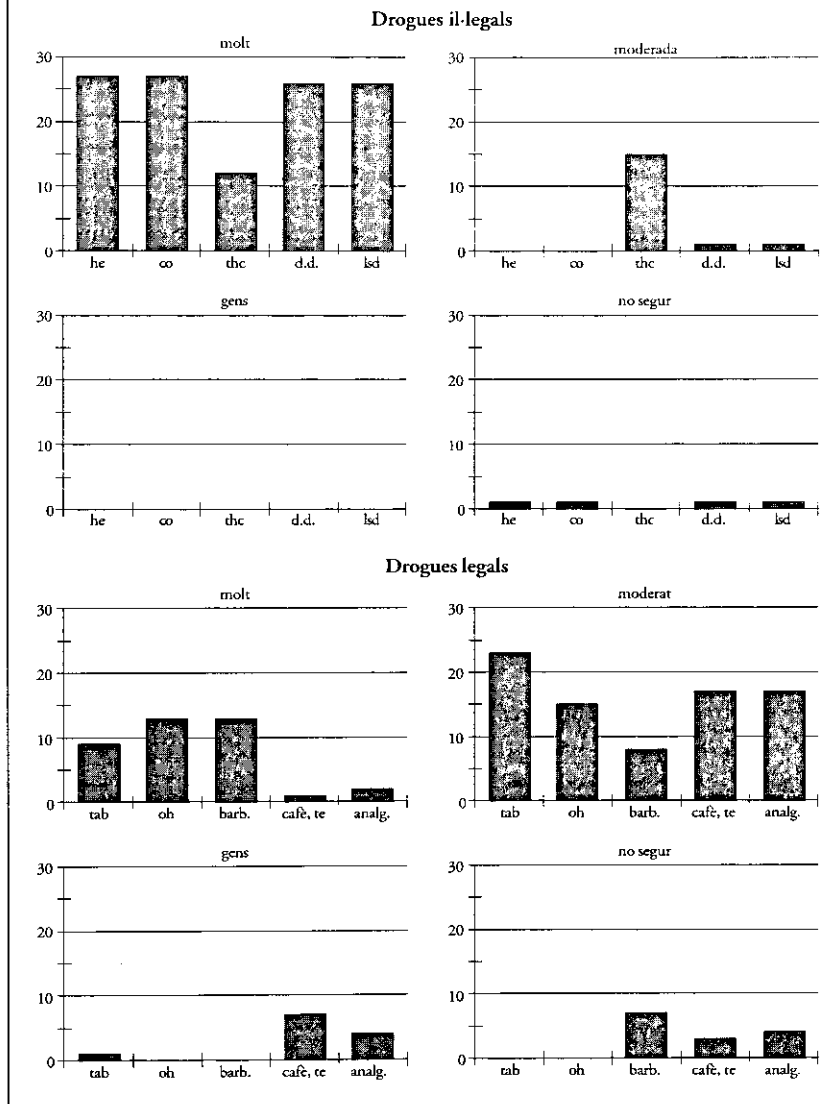 Drogues il·legals
molt
30
20
10
0
he co thc d.d. lsd
moderada
30
20
10
0
he co thc d.d. lsd
gens
30
20
10
0
he co thc d.d. lsd
no segur
30
20
10
0
he co thc d.d. lsd
Drogues legals
molt
30
20
10
0
tab oh barb. cafè, te analg.
moderat
30
20
10
0
tab oh barb. cafè, te analg.
gens
30
20
10
0
tab oh barb. cafè, te analg.
no segur
30
20
10
0
tab oh barb. cafè, te analg.